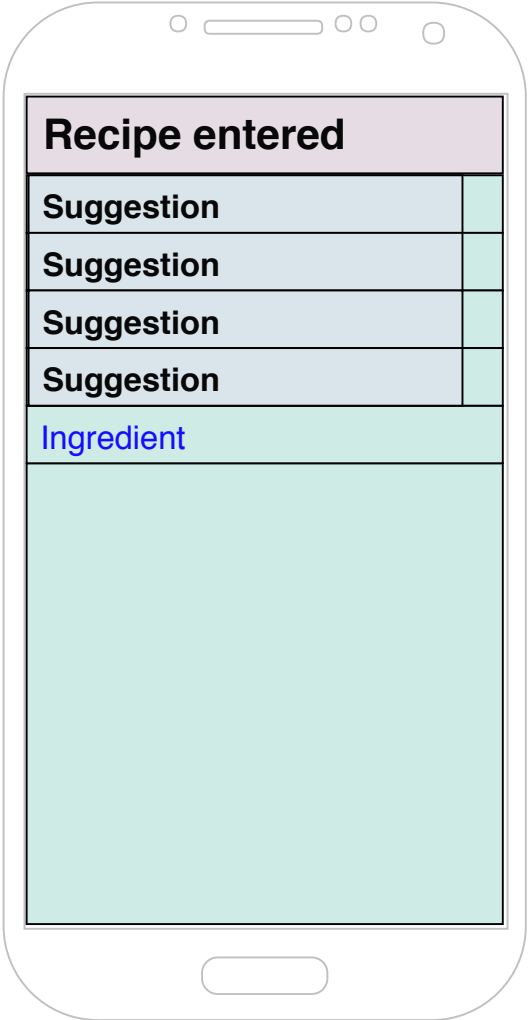 Recipe entered
Suggestion
Suggestion
Suggestion
Suggestion
Ingredient